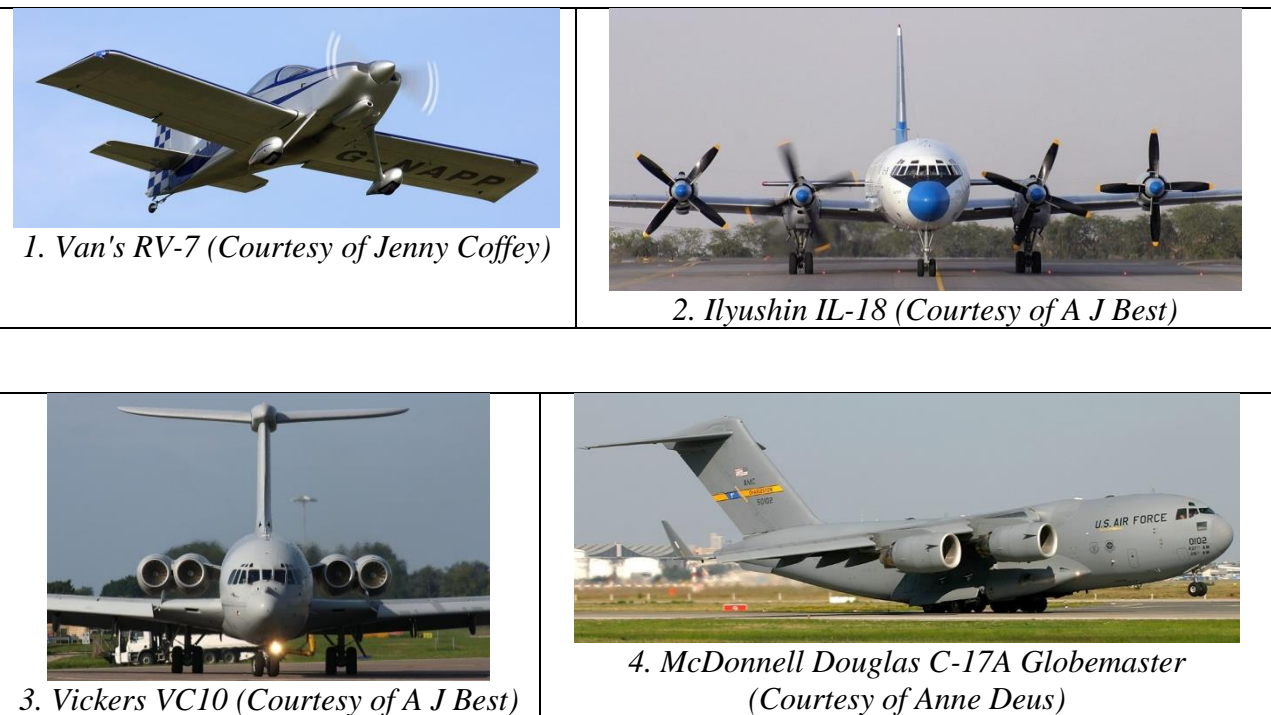 G-NAPP
1. Van's RV-7 (Courtesy of Jenny Coffey)
2. Ilyushin IL-18 (Courtesy of A J Best)
3. Vickers VC10 (Courtesy of A J Best)
AMC
50102
U.S. AIR FORCE
0102
4. McDonnell Douglas C-17A Globemaster
(Courtesy of Anne Deus)